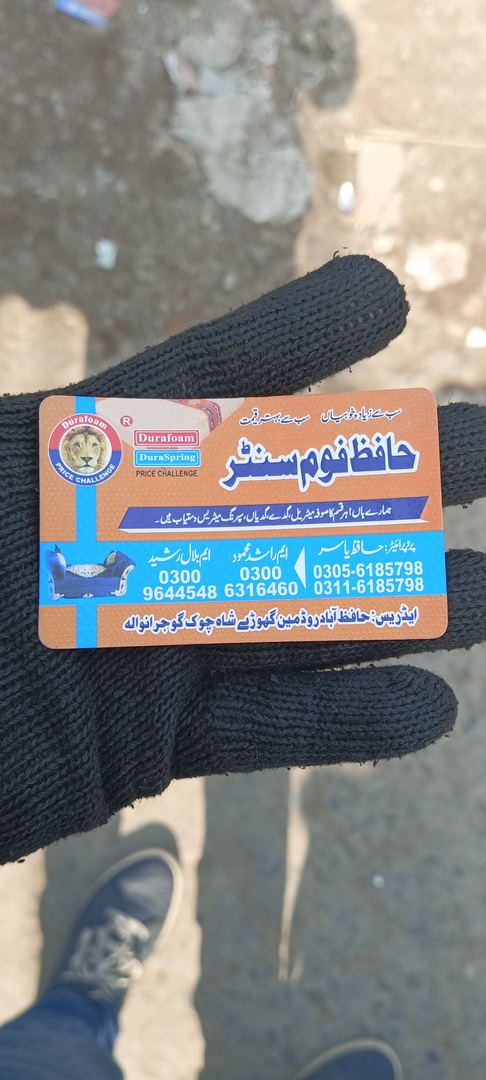 سب سے زیادہ خوبیاں سب سے بہتر قیمت
Durafoam
PRICE CHALLENGE
®
Durafoam
DuraSpring
PRICE CHALLENGE
حافظ فوم سنٹر
ہمارے ہاں! ہر قسم کا صوفہ میٹریل، گدے، گدیاں، سپرنگ میٹریس دستیاب ہیں۔
پروپرائیٹر: حافظ یاسر
0305-6185798
0311-6185798
ایم راشد محمود
0300
6316460
ایم بلال رشید
0300
9644548
ایڈریس: حافظ آباد روڈ مین گھوڑے شاہ چوک گوجرانوالہ